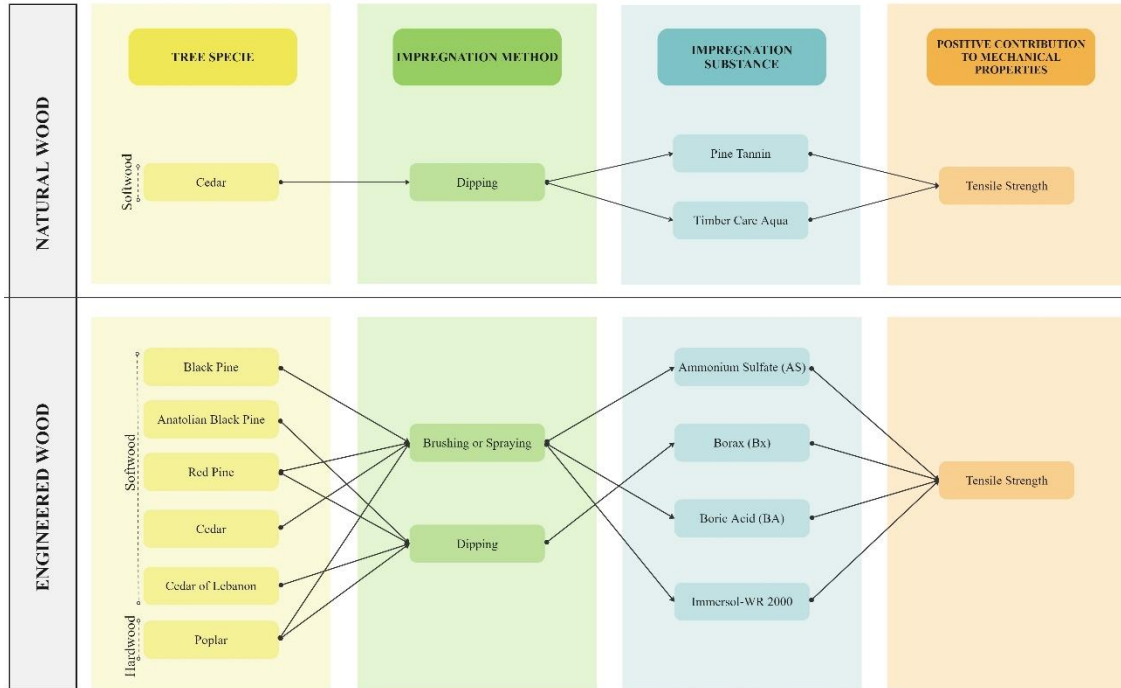 TREE SPECIE
IMPREGNATION METHOD
IMPREGNATION
SUBSTANCE
POSITIVE CONTRIBUTION
TO MECHANICAL
PROPERTIES
NATURAL WOOD
Softwood
Cedar
Dipping
Pine Tannin
Timber Care Aqua
Tensile Strength
ENGINEERED WOOD
Softwood
Hardwood
Black Pine
Anatolian Black Pine
Red Pine
Cedar
Cedar of Lebanon
Poplar
Brushing or Spraying
Dipping
Ammonium Sulfate (AS)
Borax (Bx)
Boric Acid (BA)
Immersol-WR 2000
Tensile Strength